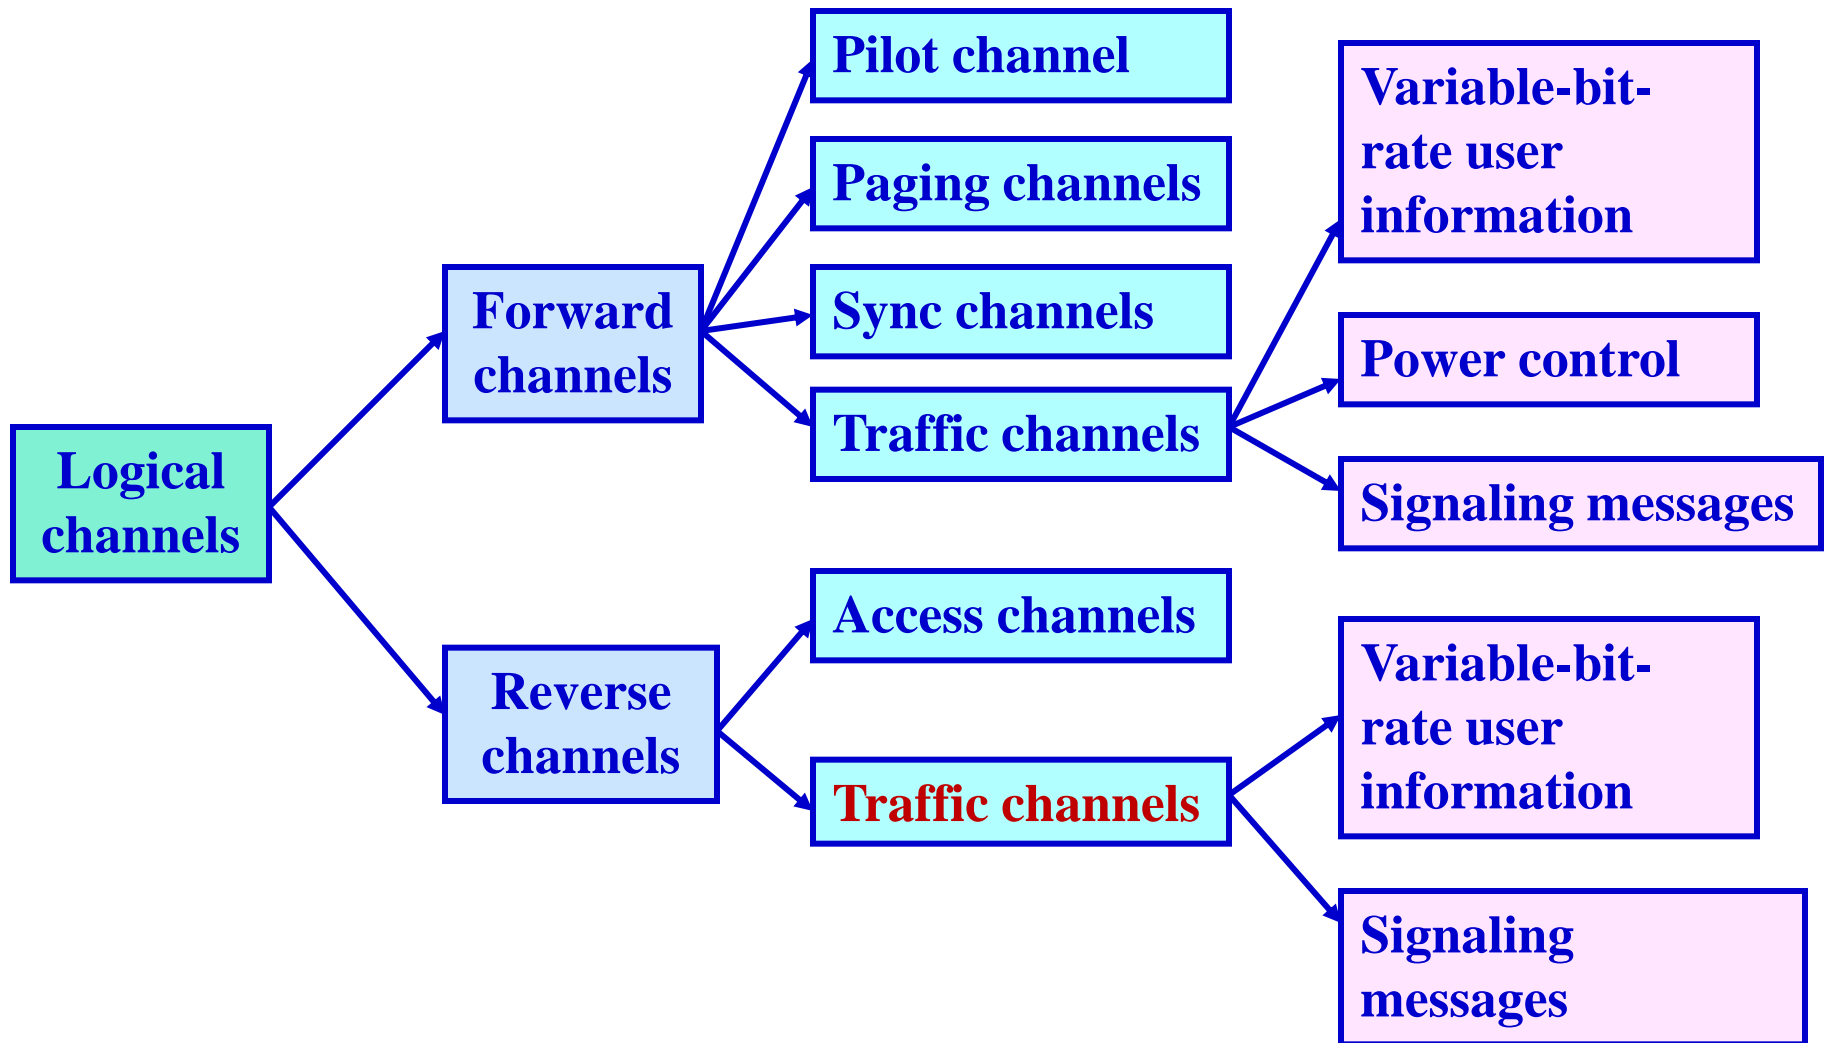 Logical
channels
Forward
channels
Reverse
channels
Pilot channel
Paging channels
Sync channels
Traffic channels
Access channels
Traffic channels
Variable-bit-
rate user
information
Power control
Signaling messages
Variable-bit-
rate user
information
Signaling
messages